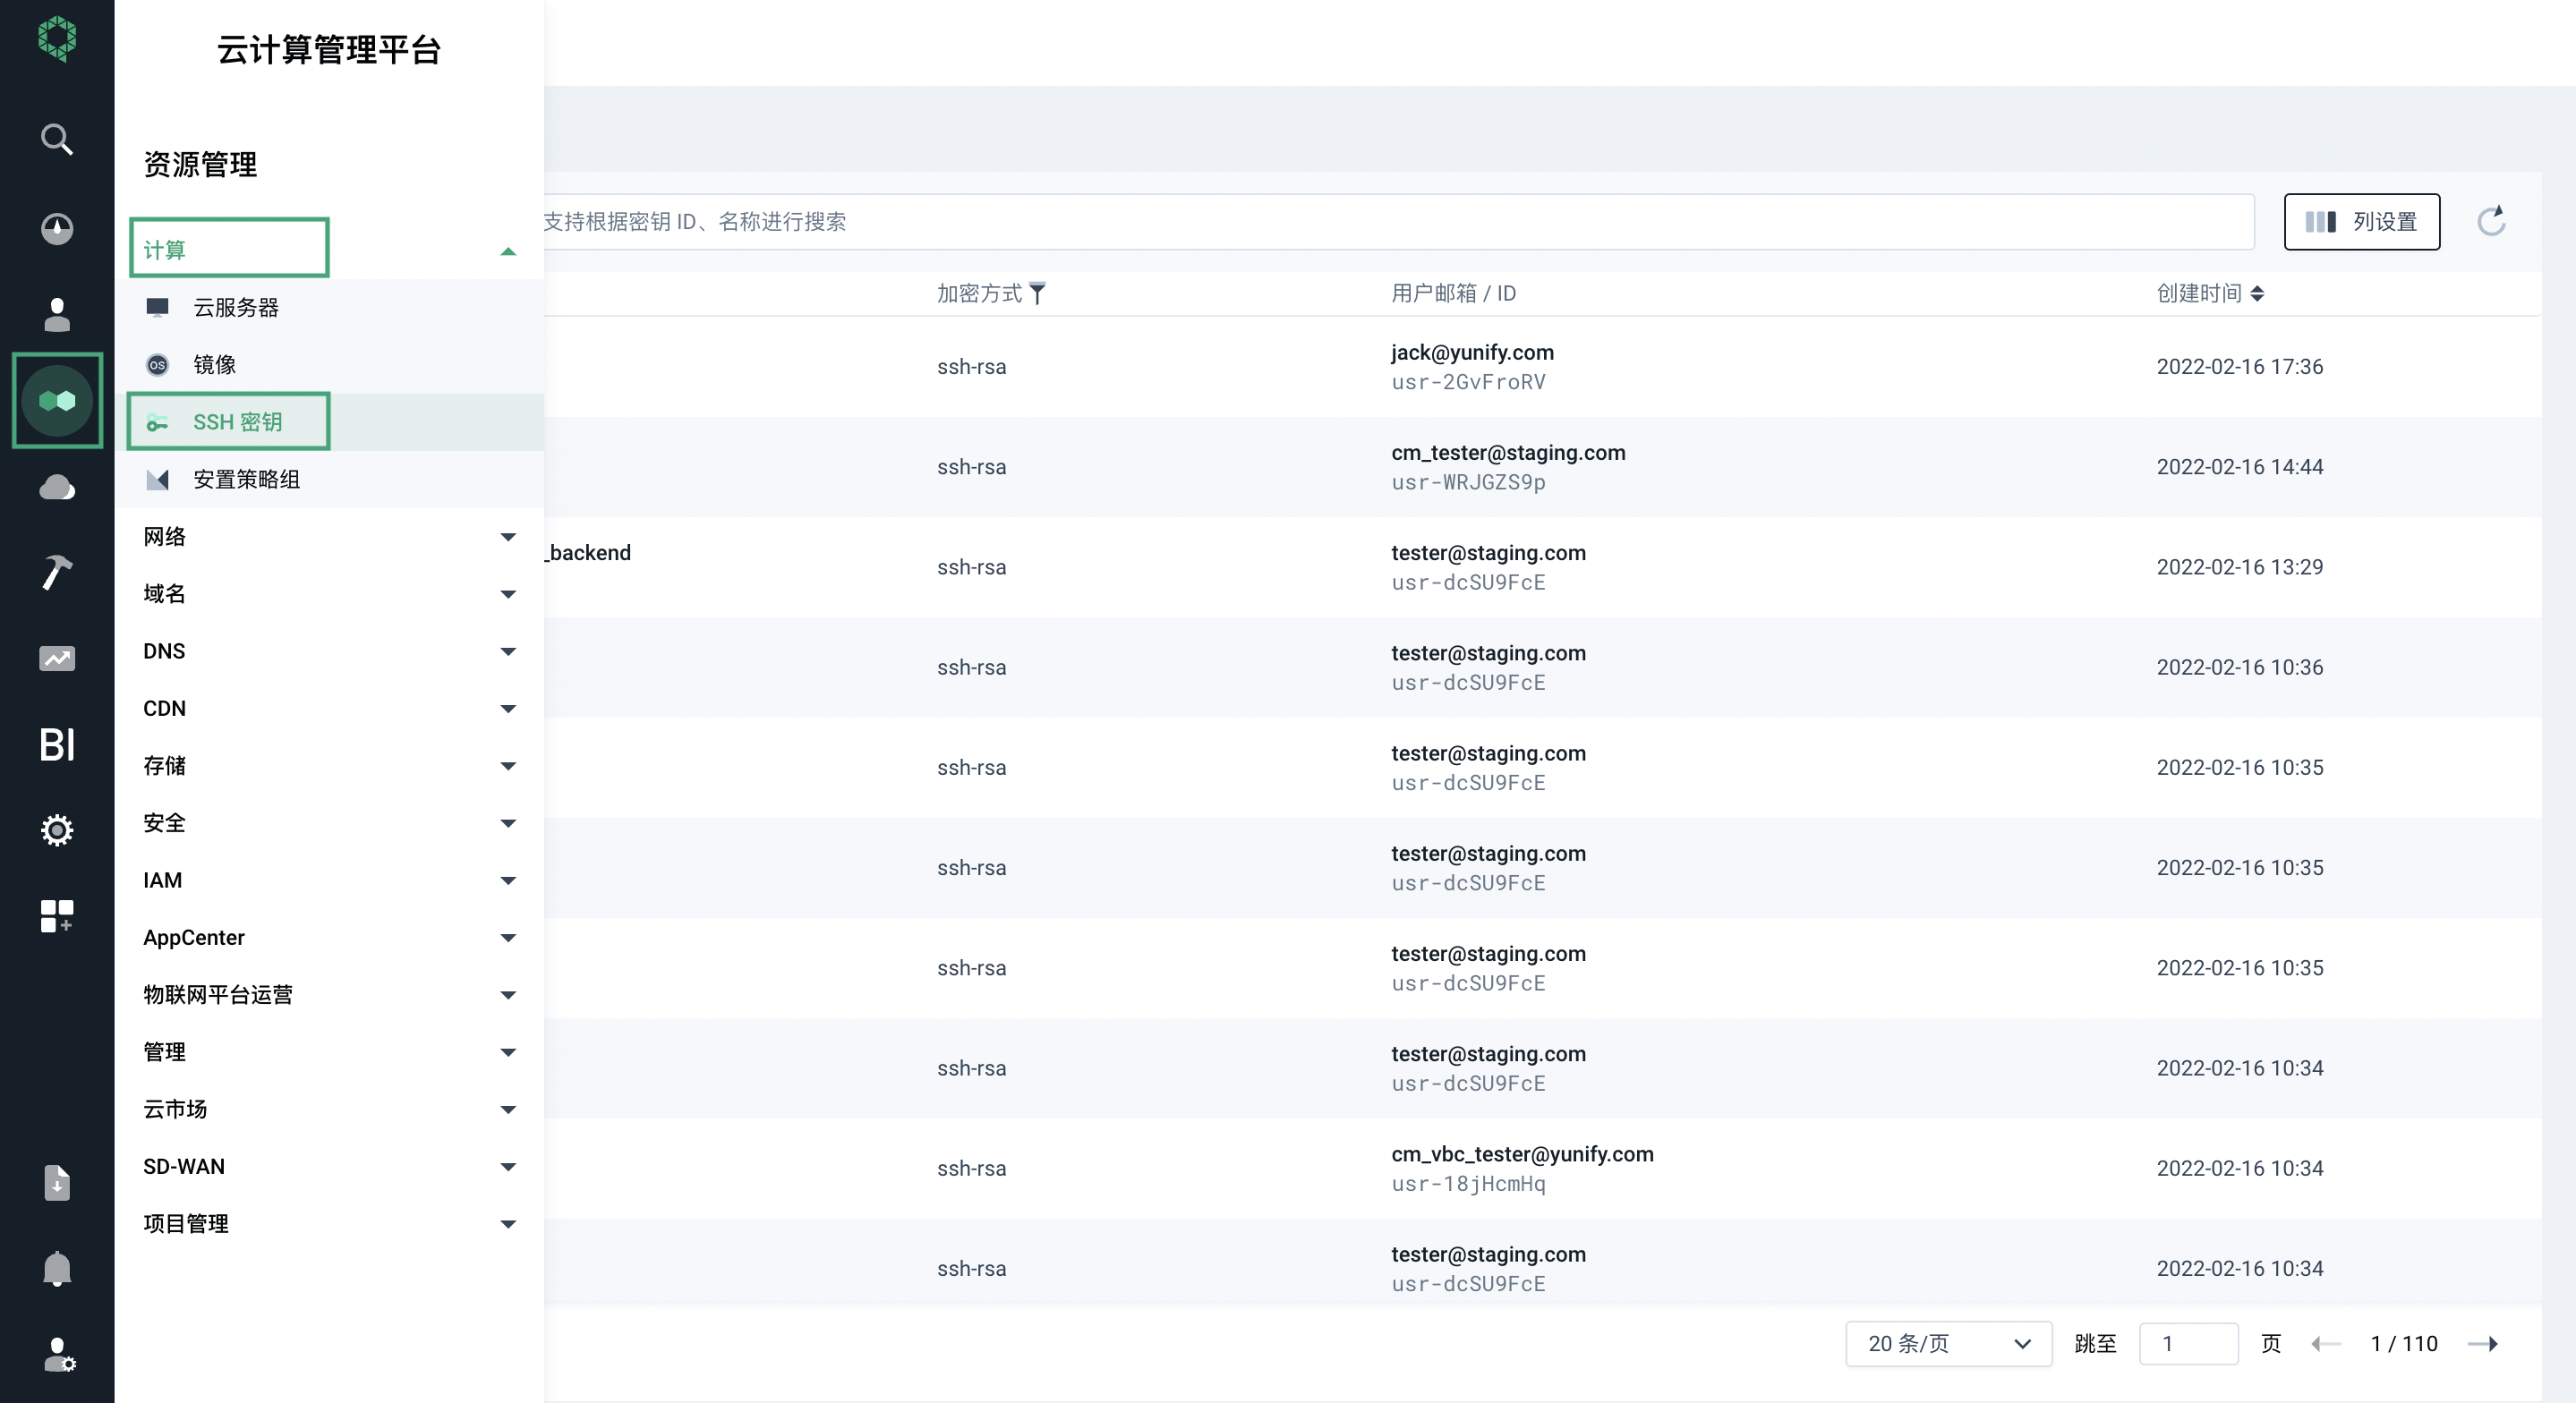 云计算管理平台
资源管理
计算
云服务器
OS
镜像
SSH 密钥
安置策略组
网络
域名
DNS
CDN
存储
安全
IAM
AppCenter
物联网平台运营
管理
云市场
SD-WAN
项目管理
BI
支持根据密钥 ID、名称进行搜索
列设置
加密方式 用户邮箱 / ID 创建时间
ssh-rsa jack@yunify.com 2022-02-16 17:36
usr-2GvFroRV
ssh-rsa cm_tester@staging.com 2022-02-16 14:44
usr-WRJGZS9p
_backend ssh-rsa tester@staging.com 2022-02-16 13:29
usr-dcSU9FcE
ssh-rsa tester@staging.com 2022-02-16 10:36
usr-dcSU9FcE
ssh-rsa tester@staging.com 2022-02-16 10:35
usr-dcSU9FcE
ssh-rsa tester@staging.com 2022-02-16 10:35
usr-dcSU9FcE
ssh-rsa tester@staging.com 2022-02-16 10:35
usr-dcSU9FcE
ssh-rsa tester@staging.com 2022-02-16 10:34
usr-dcSU9FcE
ssh-rsa cm_vbc_tester@yunify.com 2022-02-16 10:34
usr-18jHcmHq
ssh-rsa tester@staging.com 2022-02-16 10:34
usr-dcSU9FcE
20 条/页 跳至 1 页 1 / 110